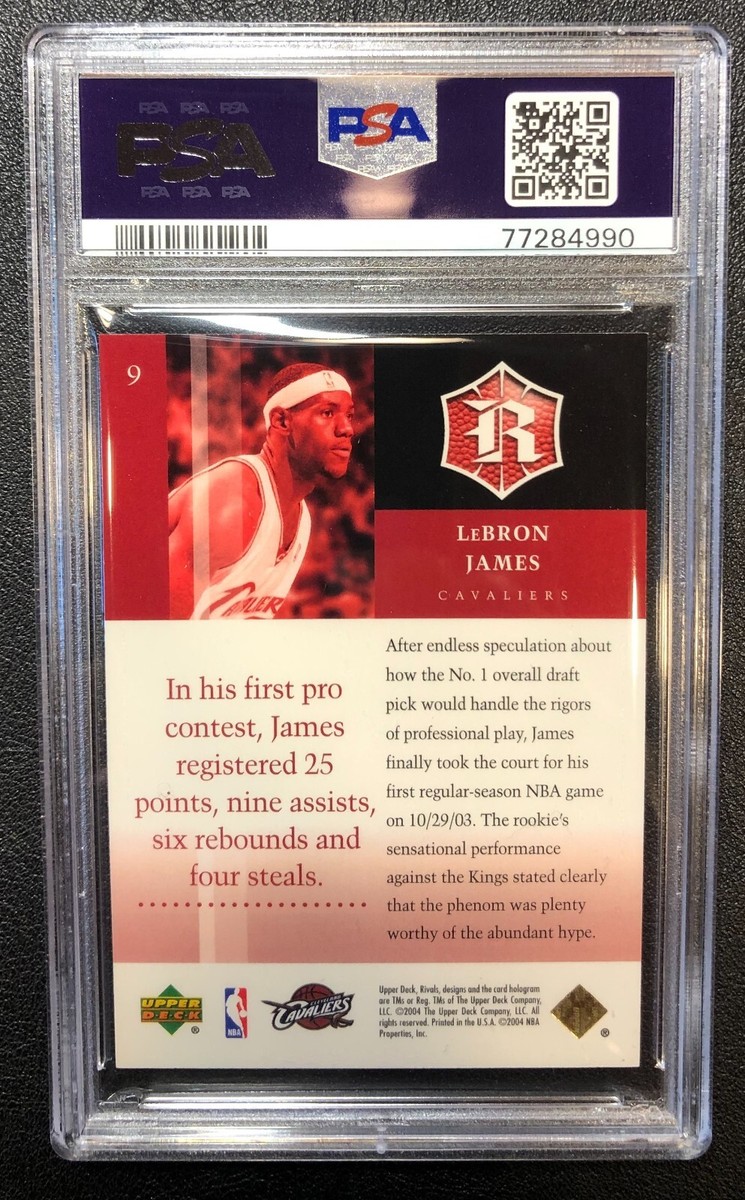 PSA PSA PSA
PSA
PSA PSA PSA
PSA
77284990
9
R
LeBRON
JAMES
CAVALIERS
CAVALIERS
In his first pro
contest, James
registered 25
points, nine assists,
six rebounds and
four steals.
After endless speculation about
how the No. 1 overall draft
pick would handle the rigors
of professional play, James
finally took the court for his
first regular-season NBA game
on 10/29/03. The rookie's
sensational performance
against the Kings stated clearly
that the phenom was plenty
worthy of the abundant hype.
UPPER
DECK
®
NBA
CLEVELAND
CAVALIERS
Upper Deck, Rivals, designs and the card hologram
are TMs or Reg. TMs of The Upper Deck Company,
LLC. ©2004 The Upper Deck Company, LLC. All
rights reserved. Printed in the U.S.A. ©2004 NBA
Properties, Inc.
®